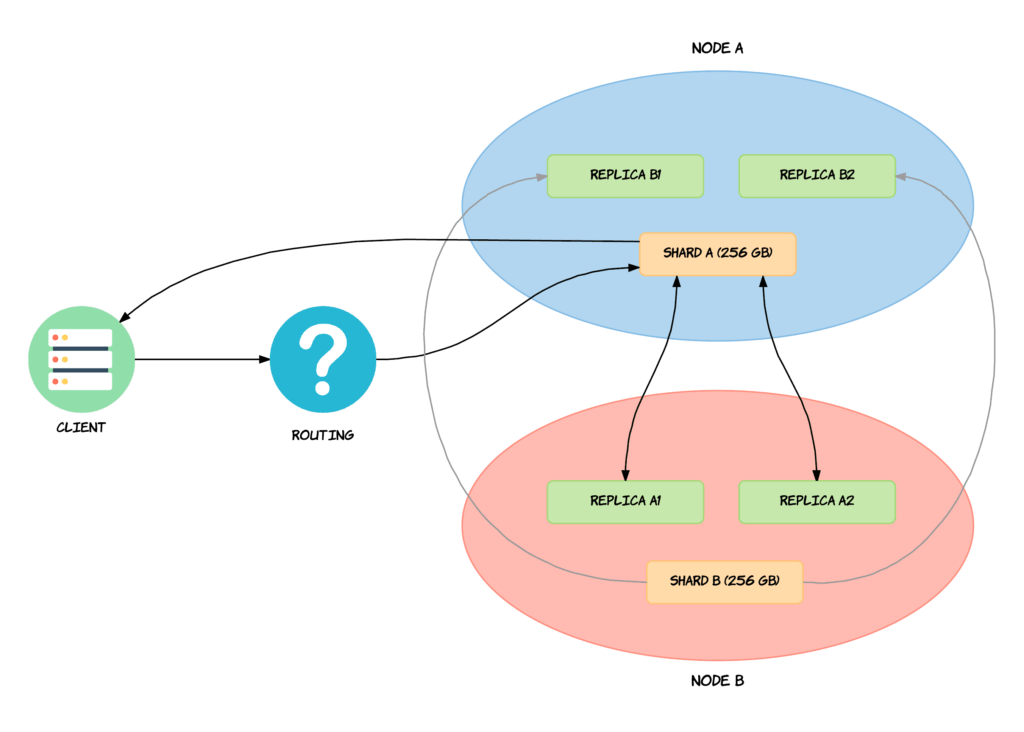 NODE A
REPLICA B1
REPLICA B2
SHARD A (256 GB)
CLIENT
ROUTING
REPLICA A1
REPLICA A2
SHARD B (256 GB)
NODE B